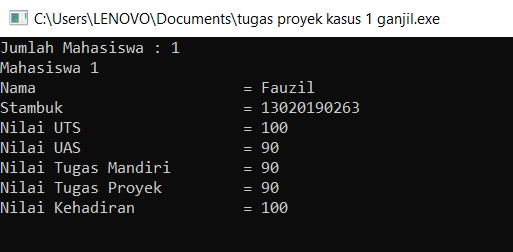 C:\Users\LENOVO\Documents\tugas proyek kasus 1 ganjil.exe
Jumlah Mahasiswa : 1
Mahasiswa 1
Nama = Fauzil
Stambuk = 13020190263
Nilai UTS = 100
Nilai UAS = 90
Nilai Tugas Mandiri = 90
Nilai Tugas Proyek = 90
Nilai Kehadiran = 100